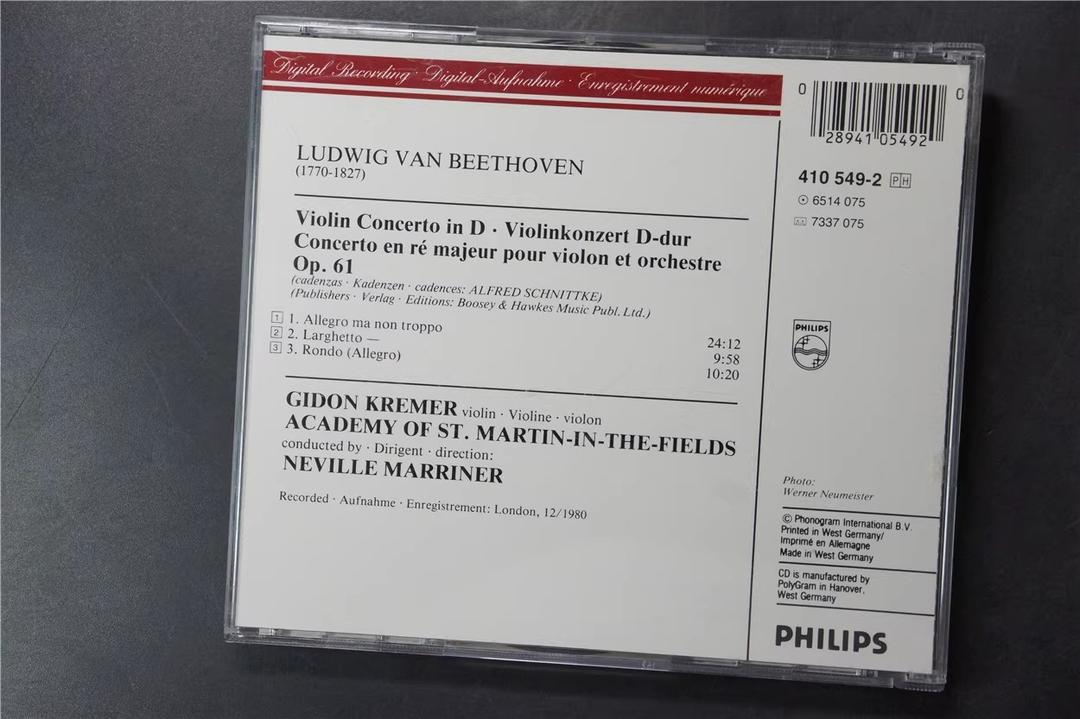 Digital Recording · Digital-Aufnahme · Enregistrement numérique
LUDWIG VAN BEETHOVEN
(1770-1827)
Violin Concerto in D · Violinkonzert D-dur
Concerto en ré majeur pour violon et orchestre
Op. 61
(cadenzas · Kadenzen · cadences: ALFRED SCHNITTKE)
(Publishers · Verlag · Editions: Boosey & Hawkes Music Publ. Ltd.)
1 1. Allegro ma non troppo 24:12
2 2. Larghetto — 9:58
3 3. Rondo (Allegro) 10:20
GIDON KREMER violin · Violine · violon
ACADEMY OF ST. MARTIN-IN-THE-FIELDS
conducted by · Dirigent · direction:
NEVILLE MARRINER
Recorded · Aufnahme · Enregistrement: London, 12/1980
0 28941 05492 0
410 549-2 PH
6514 075
7337 075
PHILIPS
Photo:
Werner Neumeister
© Phonogram International B.V.
Printed in West Germany/
Imprimé en Allemagne
Made in West Germany
CD is manufactured by
PolyGram in Hanover,
West Germany
PHILIPS